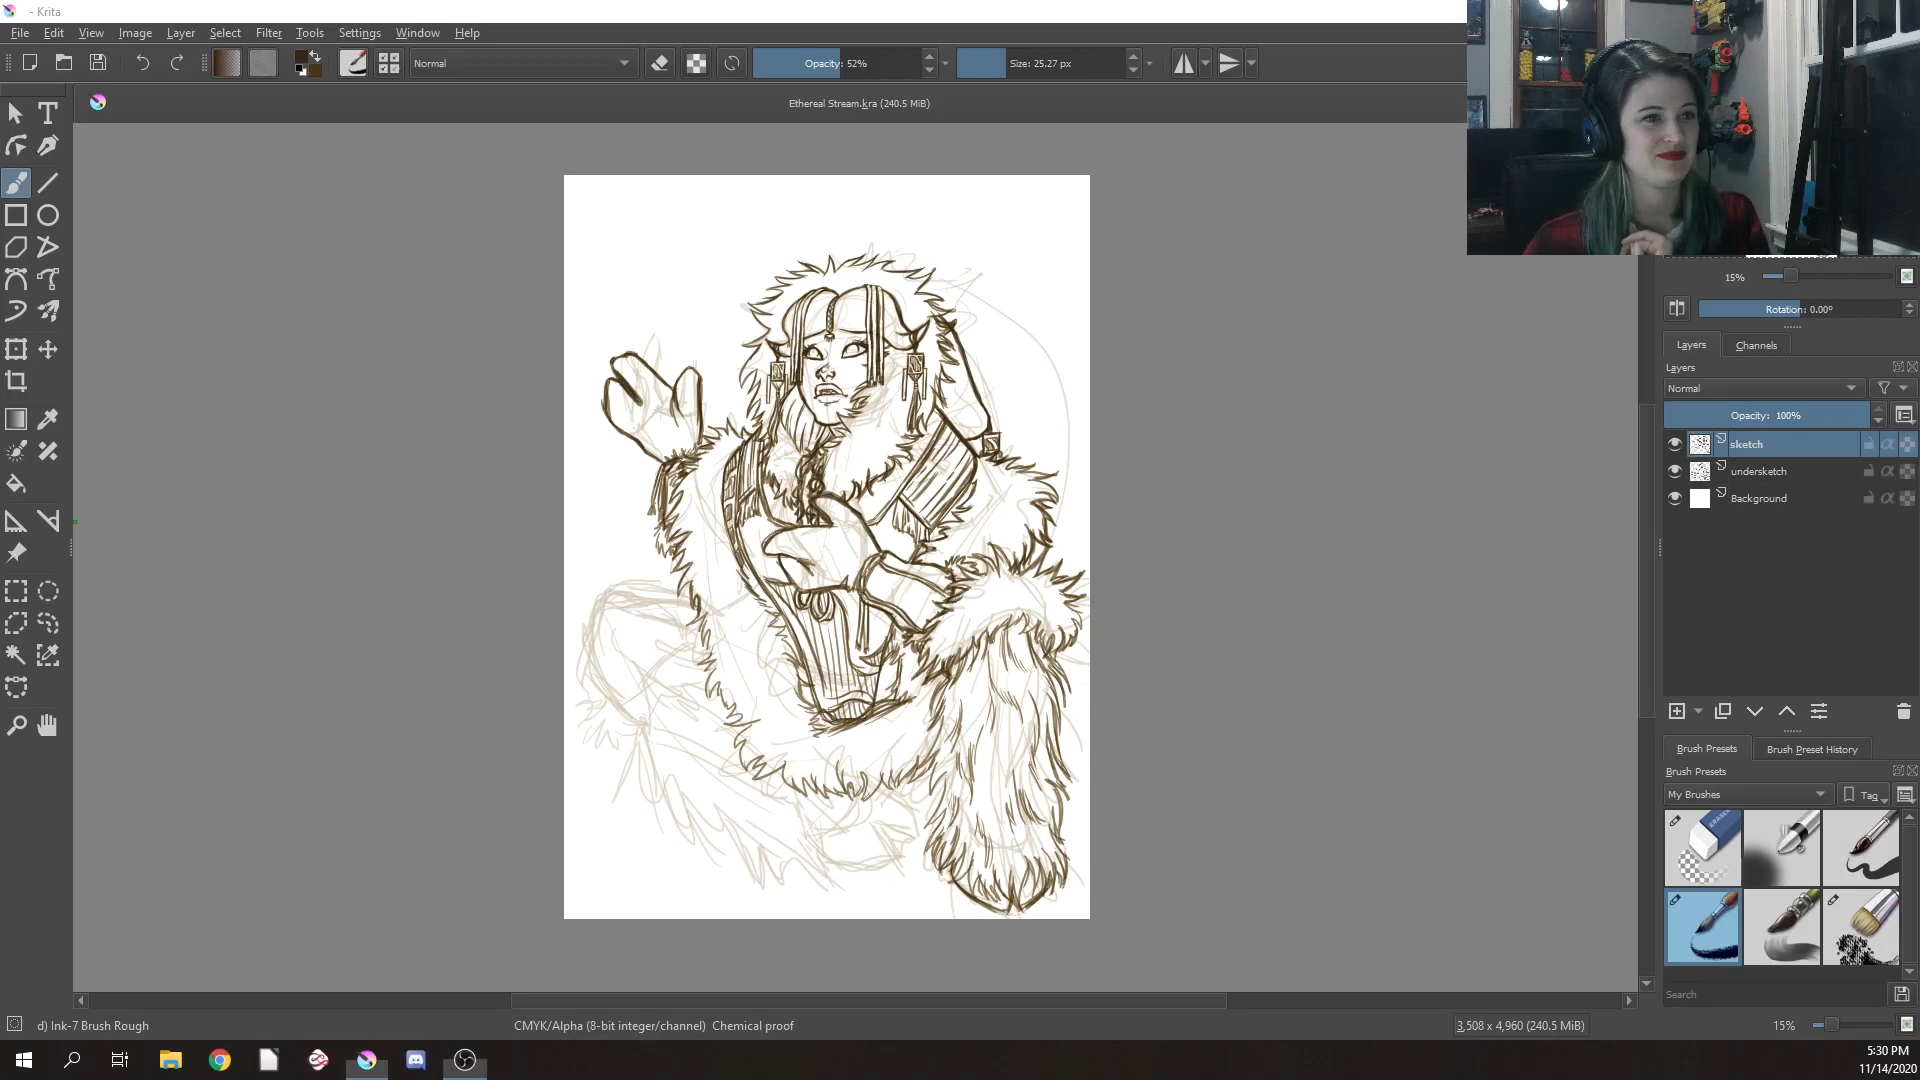 - Krita
File Edit View Image Layer Select Filter Tools Settings Window Help
Normal Opacity: 52% Size: 25.27 px
Ethereal Stream.kra (240.5 MiB)
15%
Rotation: 0.00°
Layers Channels
Layers
Normal
Opacity: 100%
sketch
undersketch
Background
Brush Presets Brush Preset History
Brush Presets
My Brushes Tag
ERASER
Search
d) Ink-7 Brush Rough CMYK/Alpha (8-bit integer/channel) Chemical proof 3,508 x 4,960 (240.5 MiB) 15%
5:30 PM
11/14/2020